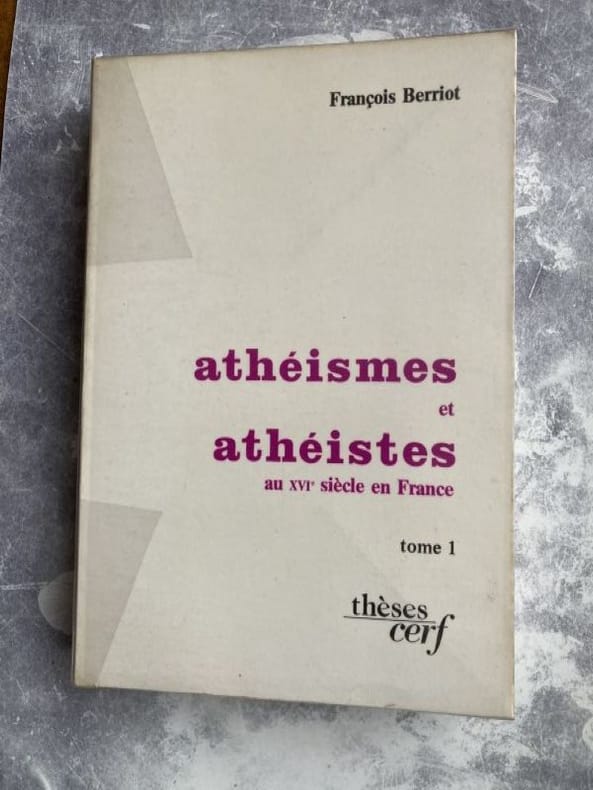 François Berriot
athéismes
et
athéistes
au XVIᵉ siècle en France
tome 1
thèses
cerf